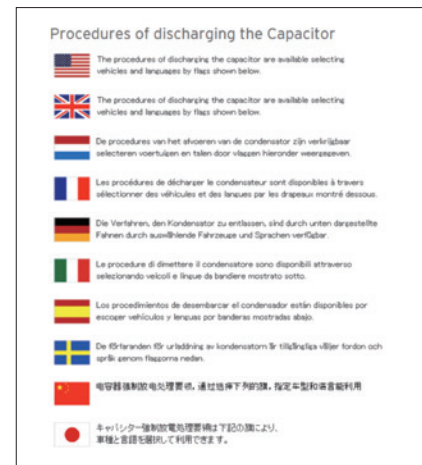 Procedures of discharging the Capacitor
The procedures of discharging the capacitor are available selecting
vehicles and languages by flags shown below.
The procedures of discharging the capacitor are available selecting
vehicles and languages by flags shown below.
De procedures van het afvoeren van de condensator zijn verkrijgbaar
selecteren voertuigen en talen door vlaggen hieronder weergegeven.
Les procédures de décharger le condensateur sont disponibles à travers
sélectionner des véhicules et des langues par les drapeaux montré dessous.
Die Verfahren, den Kondensator zu entlassen, sind durch unten dargestellte
Fahnen durch auswählende Fahrzeuge und Sprachen verfügbar.
Le procedure di dimettere il condensatore sono disponibili attraverso
selezionando veicoli e lingue da bandiere mostrato sotto.
Los procedimientos de desembarcar el condensador están disponibles por
escoger vehículos y lenguas por banderas mostradas abajo.
De förfaranden för urladdning av kondensatorn är tillgängliga väljer fordon och
språk genom flaggorna nedan.
电容器强制放电处理要领，通过选择下列的旗，指定车型和语言能利用
キャパシター強制放電処理要領は下記の旗により、
車種と言語を選択して利用できます。